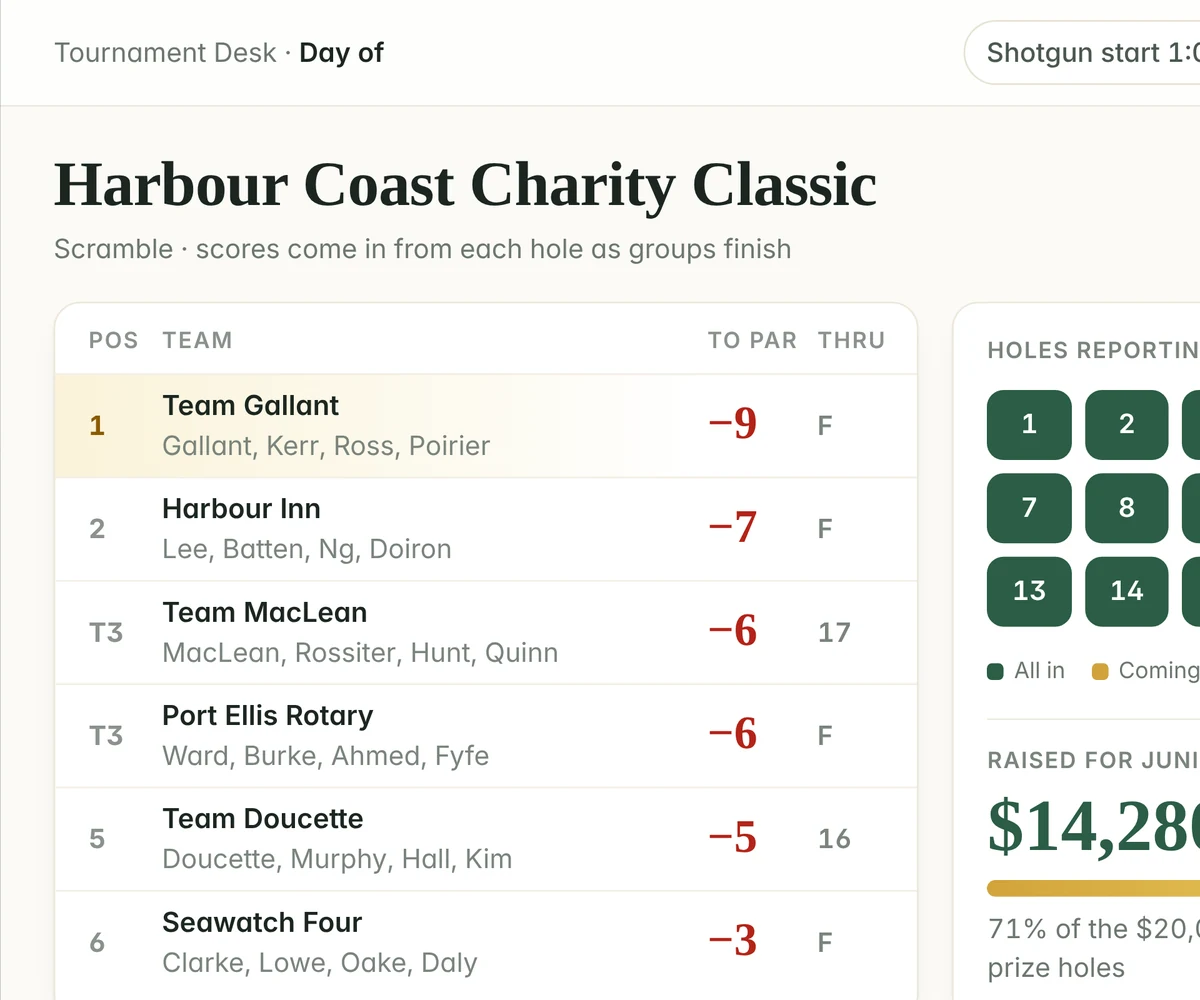 Tournament Desk · Day of
Shotgun start
Harbour Coast Charity Classic
Scramble · scores come in from each hole as groups finish
POS TEAM TO PAR THRU
1 Team Gallant −9 F
Gallant, Kerr, Ross, Poirier
2 Harbour Inn −7 F
Lee, Batten, Ng, Doiron
T3 Team MacLean −6 17
MacLean, Rossiter, Hunt, Quinn
T3 Port Ellis Rotary −6 F
Ward, Burke, Ahmed, Fyfe
5 Team Doucette −5 16
Doucette, Murphy, Hall, Kim
6 Seawatch Four −3 F
Clarke, Lowe, Oake, Daly
HOLES
1 2
7 8
13 14
All in Coming
RAISED FOR
71% of the
prize holes